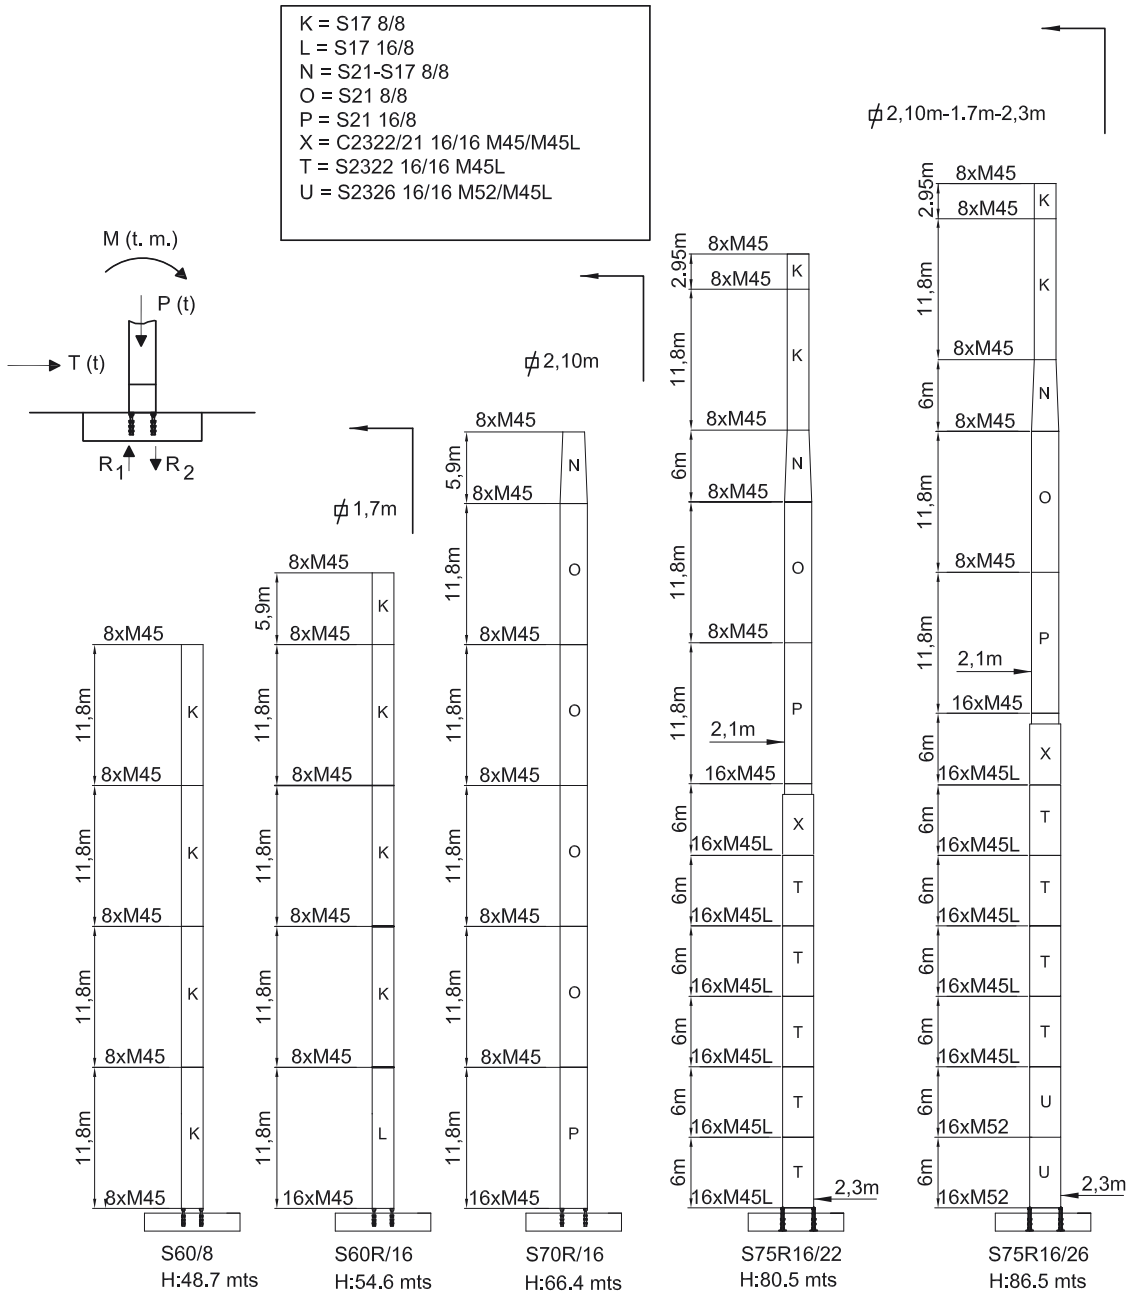 K = S17 8/8
L = S17 16/8
N = S21-S17 8/8
O = S21 8/8
P = S21 16/8
X = C2322/21 16/16 M45/M45L
T = S2322 16/16 M45L
U = S2326 16/16 M52/M45L
M (t. m.)
P (t)
T (t)
R1
R2
8xM45
K
11,8m
8xM45
K
11,8m
8xM45
K
11,8m
8xM45
K
11,8m
8xM45
S60/8
H:48.7 mts
1,7m
8xM45
K
5,9m
8xM45
K
11,8m
8xM45
K
11,8m
8xM45
K
11,8m
8xM45
L
11,8m
16xM45
S60R/16
H:54.6 mts
2,10m
8xM45
N
5,9m
8xM45
O
11,8m
8xM45
O
11,8m
8xM45
O
11,8m
8xM45
O
11,8m
8xM45
P
11,8m
16xM45
S70R/16
H:66.4 mts
8xM45
K
2.95m
8xM45
K
11,8m
8xM45
N
6m
8xM45
O
11,8m
8xM45
P
11,8m
2,1m
16xM45
X
6m
16xM45L
T
6m
16xM45L
T
6m
16xM45L
T
6m
16xM45L
T
6m
16xM45L
T
6m
16xM45L
2,3m
S75R16/22
H:80.5 mts
2,10m-1.7m-2,3m
8xM45
K
2.95m
8xM45
K
11,8m
8xM45
N
6m
8xM45
O
11,8m
8xM45
P
11,8m
2,1m
16xM45
X
6m
16xM45L
T
6m
16xM45L
T
6m
16xM45L
T
6m
16xM45L
T
6m
16xM45L
U
6m
16xM52
U
6m
16xM52
2,3m
S75R16/26
H:86.5 mts